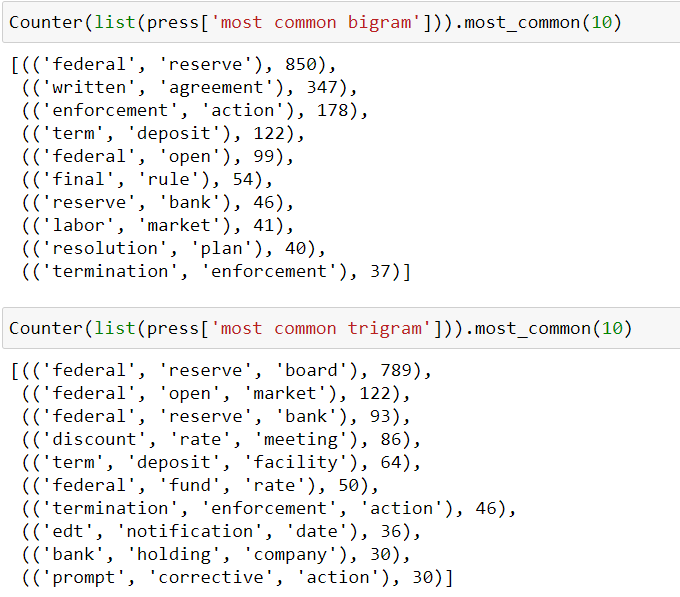 Counter(list(press['most common bigram'])).most_common(10)
[(('federal', 'reserve'), 850),
(('written', 'agreement'), 347),
(('enforcement', 'action'), 178),
(('term', 'deposit'), 122),
(('federal', 'open'), 99),
(('final', 'rule'), 54),
(('reserve', 'bank'), 46),
(('labor', 'market'), 41),
(('resolution', 'plan'), 40),
(('termination', 'enforcement'), 37)]
Counter(list(press['most common trigram'])).most_common(10)
[(('federal', 'reserve', 'board'), 789),
(('federal', 'open', 'market'), 122),
(('federal', 'reserve', 'bank'), 93),
(('discount', 'rate', 'meeting'), 86),
(('term', 'deposit', 'facility'), 64),
(('federal', 'fund', 'rate'), 50),
(('termination', 'enforcement', 'action'), 46),
(('edt', 'notification', 'date'), 36),
(('bank', 'holding', 'company'), 30),
(('prompt', 'corrective', 'action'), 30)]